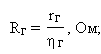 R_Г = r_Г / η_Г, Ом;